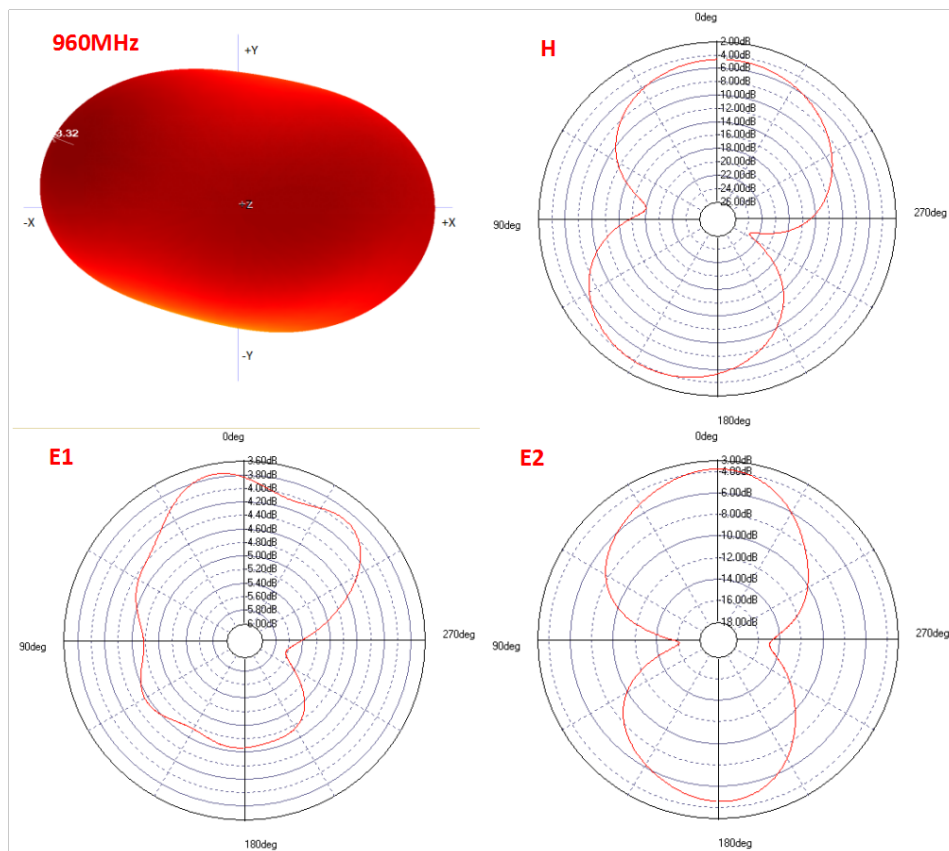 960MHz
+Y
3.32
+Z
-X
+X
-Y
H
0deg
2.00dB
4.00dB
6.00dB
8.00dB
10.00dB
12.00dB
14.00dB
16.00dB
18.00dB
20.00dB
22.00dB
24.00dB
26.00dB
90deg
270deg
180deg
E1
0deg
3.60dB
3.80dB
4.00dB
4.20dB
4.40dB
4.60dB
4.80dB
5.00dB
5.20dB
5.40dB
5.60dB
5.80dB
6.00dB
90deg
270deg
180deg
E2
0deg
3.00dB
4.00dB
6.00dB
8.00dB
10.00dB
12.00dB
14.00dB
16.00dB
18.00dB
90deg
270deg
180deg